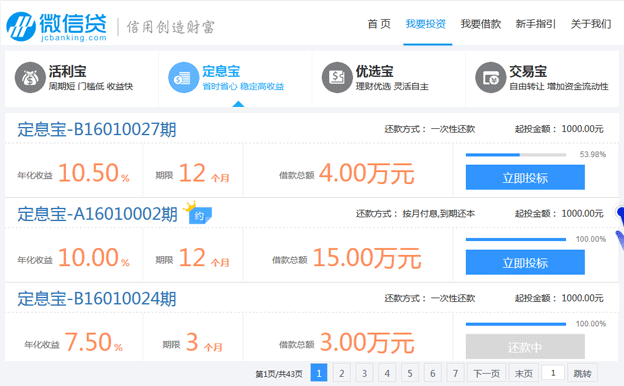 微信贷 jcbanking.com 信用创造财富
首 页 我要投资 我要借款 新手指引 关于我们
活利宝 定息宝 优选宝 交易宝
周期短 门槛低 收益快 省时省心 稳定高收益 理财优选 灵活自主 自由转让 增加资金流动性
定息宝-B16010027期 还款方式： 一次性还款 起投金额： 1000.00元
年化收益 10.50 % 期限 12 个月 借款总额 4.00万元 53.98%
立即投标
定息宝-A16010002期 约 还款方式： 按月付息,到期还本 起投金额： 1000.00元
年化收益 10.00 % 期限 12 个月 借款总额 15.00万元 100.00%
立即投标
定息宝-B16010024期 还款方式： 一次性还款 起投金额： 1000.00元
年化收益 7.50 % 期限 3 个月 借款总额 3.00万元 100.00%
还款中
第1页/共43页 1 2 3 4 5 6 7 下一页 末页 1 跳转